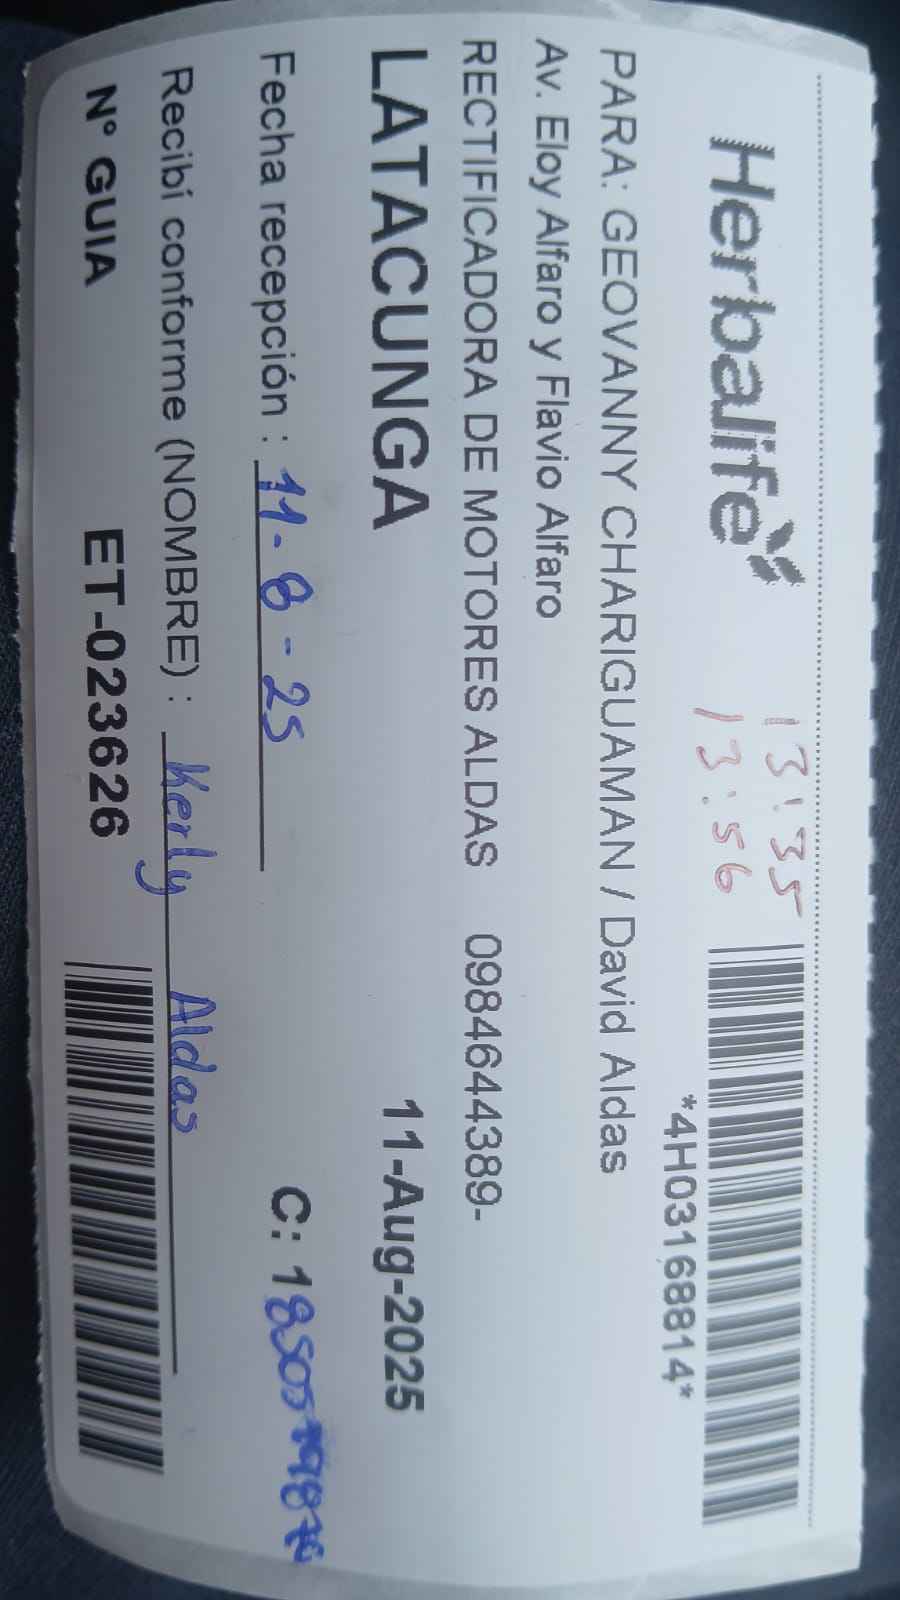 Herbalife
13:35
13:56
*4H03168814*
PARA: GEOVANNY CHARIGUAMAN / David Aldas
Av. Eloy Alfaro y Flavio Alfaro
RECTIFICADORA DE MOTORES ALDAS 0984644389-
LATACUNGA 11-Aug-2025
Fecha recepción : 11-8-25 C: 1
Recibí conforme (NOMBRE) : Kerly Aldas
N° GUIA ET-023626